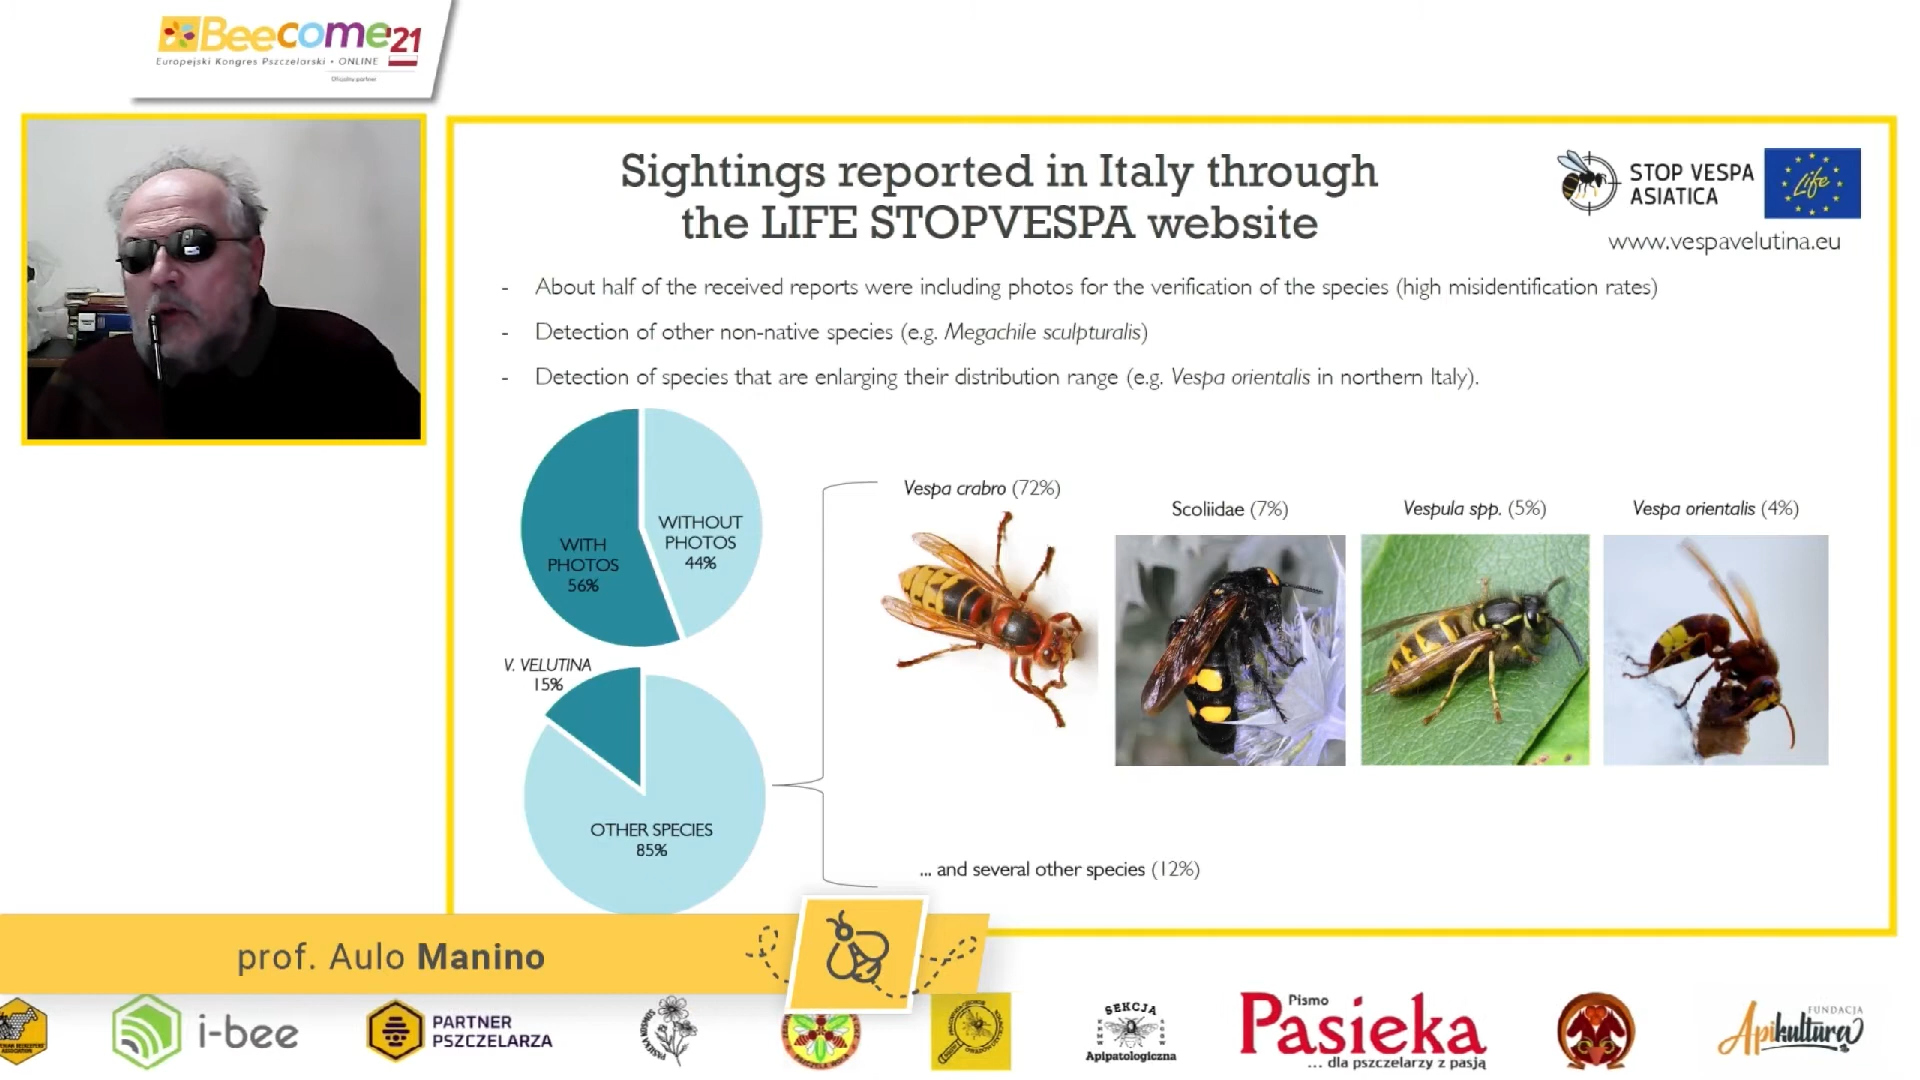 Beecome'21
Europejski Kongres Pszczelarski • ONLINE
Oficjalny partner
Sightings reported in Italy through
the LIFE STOPVESPA website
STOP VESPA
ASIATICA
Life
www.vespavelutina.eu
- About half of the received reports were including photos for the verification of the species (high misidentification rates)
- Detection of other non-native species (e.g. Megachile sculpturalis)
- Detection of species that are enlarging their distribution range (e.g. Vespa orientalis in northern Italy).
WITH
PHOTOS
56%
WITHOUT
PHOTOS
44%
V. VELUTINA
15%
OTHER SPECIES
85%
Vespa crabro (72%)
Scoliidae (7%)
Vespula spp. (5%)
Vespa orientalis (4%)
... and several other species (12%)
prof. Aulo Manino
i-bee
PARTNER
PSZCZELARZA
SEKCJA
Apipatologiczna
Pismo
Pasieka
... dla pszczelarzy z pasją
FUNDACJA
Apikultura